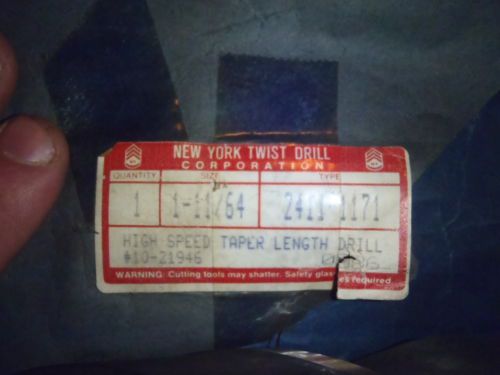 NEW YORK TWIST DRILL
CORPORATION
QUANTITY SIZE TYPE
1 1-11/64 2411 1171
HIGH SPEED TAPER LENGTH DRILL
#10-21946
WARNING: Cutting tools may shatter. Safety glasses required